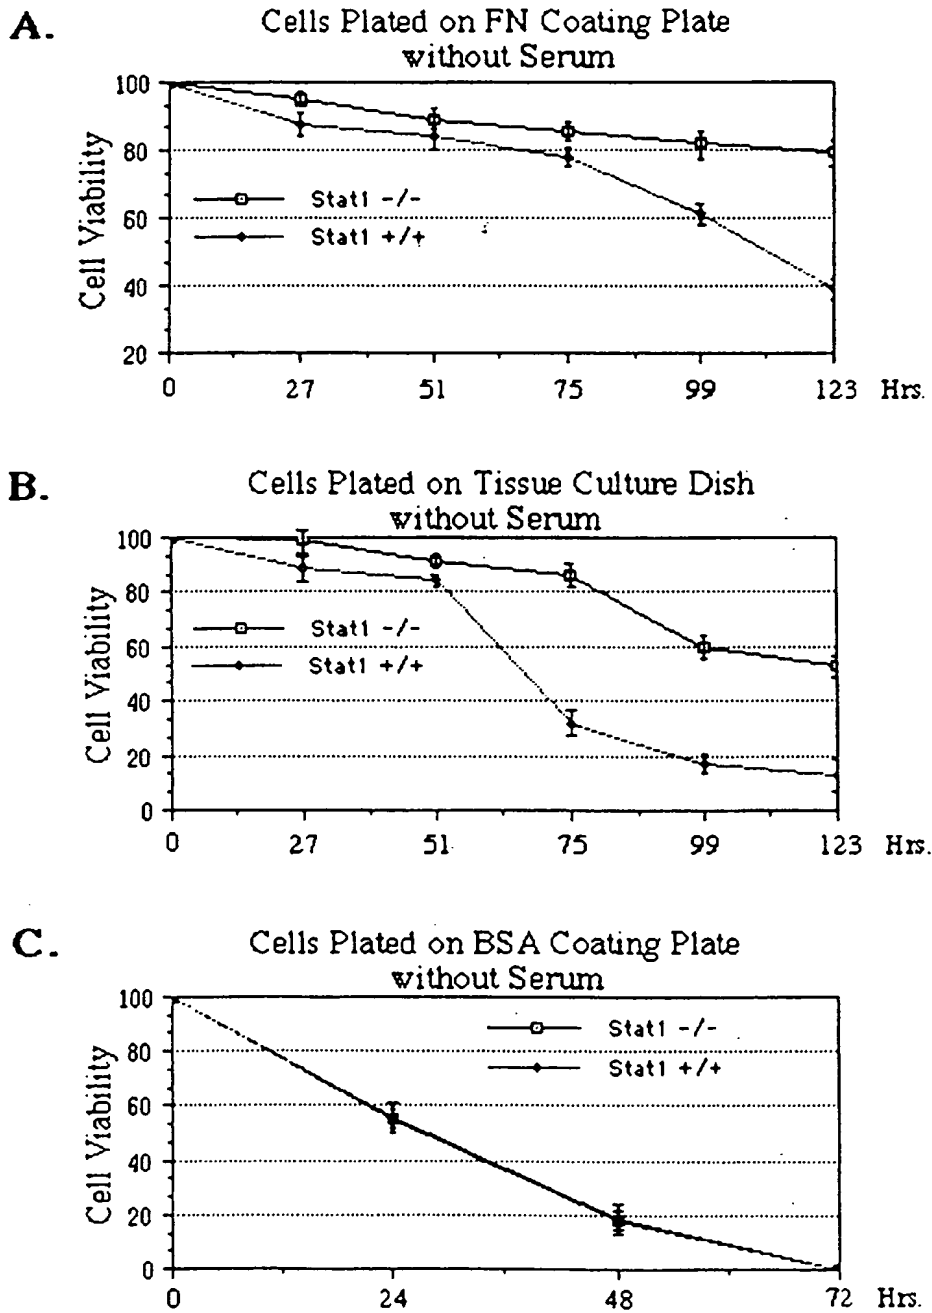 A.
Cells Plated on FN Coating Plate
without Serum
Cell Viability
100
80
60
40
20
Stat1 -/-
Stat1 +/+
0 27 51 75 99 123 Hrs.
B.
Cells Plated on Tissue Culture Dish
without Serum
Cell Viability
100
80
60
40
20
0
Stat1 -/-
Stat1 +/+
0 27 51 75 99 123 Hrs.
C.
Cells Plated on BSA Coating Plate
without Serum
Cell Viability
100
80
60
40
20
0
Stat1 -/-
Stat1 +/+
0 24 48 72 Hrs.